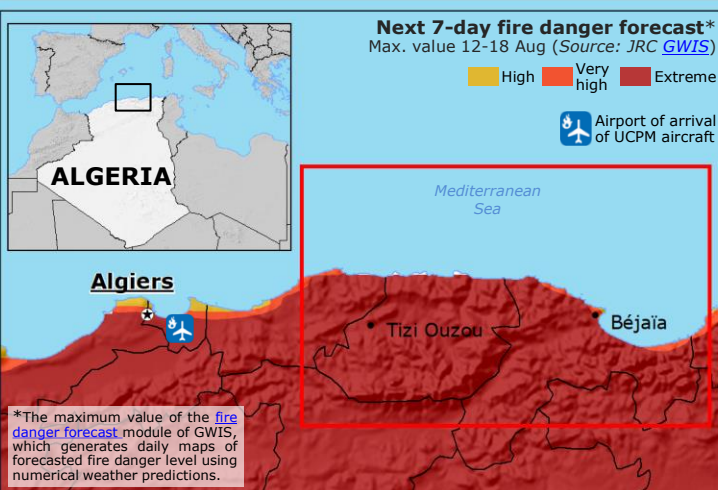 Next 7-day fire danger forecast*
Max. value 12-18 Aug (Source: JRC GWIS)
High
Very
high
Extreme
Airport of arrival
of UCPM aircraft
ALGERIA
Mediterranean
Sea
Algiers
Tizi Ouzou
Béjaïa
*The maximum value of the fire
danger forecast module of GWIS,
which generates daily maps of
forecasted fire danger level using
numerical weather predictions.